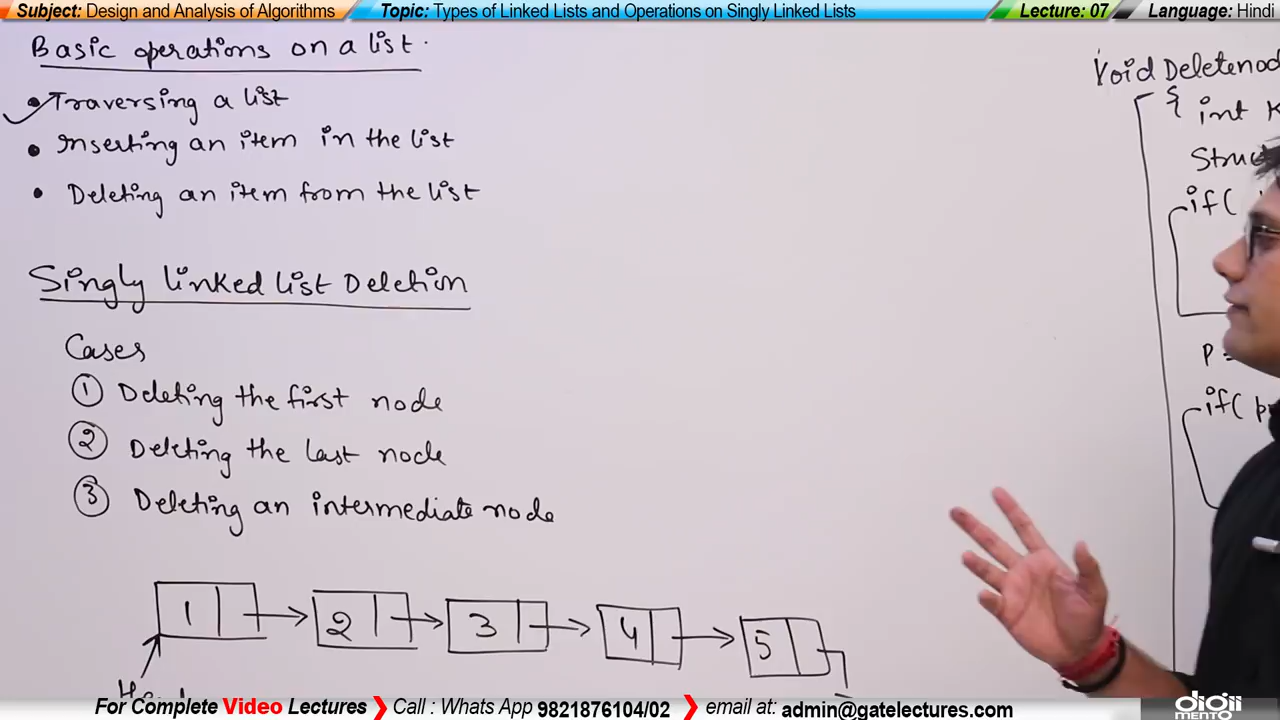 Subject: Design and Analysis of Algorithms Topic: Types of Linked Lists and Operations on Singly Linked Lists Lecture: 07 Language: Hindi
Basic operations on a list.
• Traversing a list
• Inserting an item in the list
• Deleting an item from the list
Singly linked list Deletion
Cases
① Deleting the first node
② Deleting the last node
③ Deleting an intermediate node
1 2 3 4 5
Void Deletenod
{ int K
Struc
if(
P =
if( p
For Complete Video Lectures ❯ Call : Whats App 9821876104/02 ❯ email at: admin@gatelectures.com
digii
MENTO